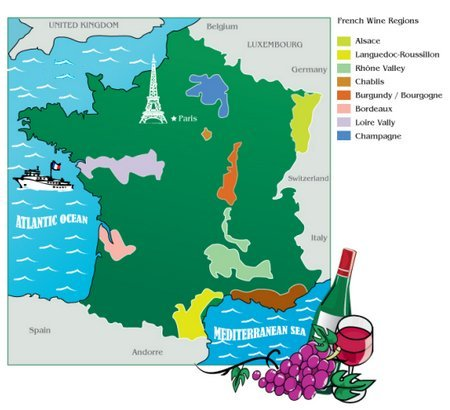 UNITED KINGDOM
Belgium
LUXEMBOURG
Germany
Paris
Switzerland
ATLANTIC OCEAN
Italy
Spain
Andorre
MEDITERRANEAN SEA
French Wine Regions
Alsace
Languedoc-Roussillon
Rhône Valley
Chablis
Burgundy / Bourgogne
Bordeaux
Loire Vally
Champagne